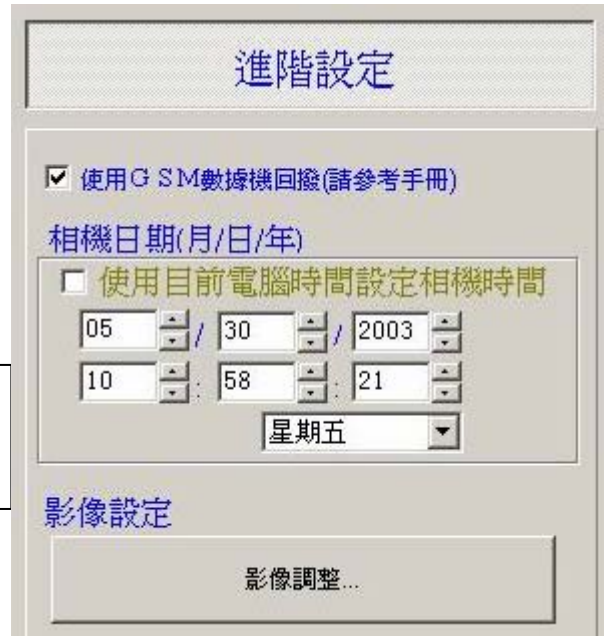 進階設定
使用GSM數據機回撥(請參考手冊)
相機日期(月/日/年)
使用目前電腦時間設定相機時間
05 / 30 / 2003
10 : 58 : 21
星期五
影像設定
影像調整...